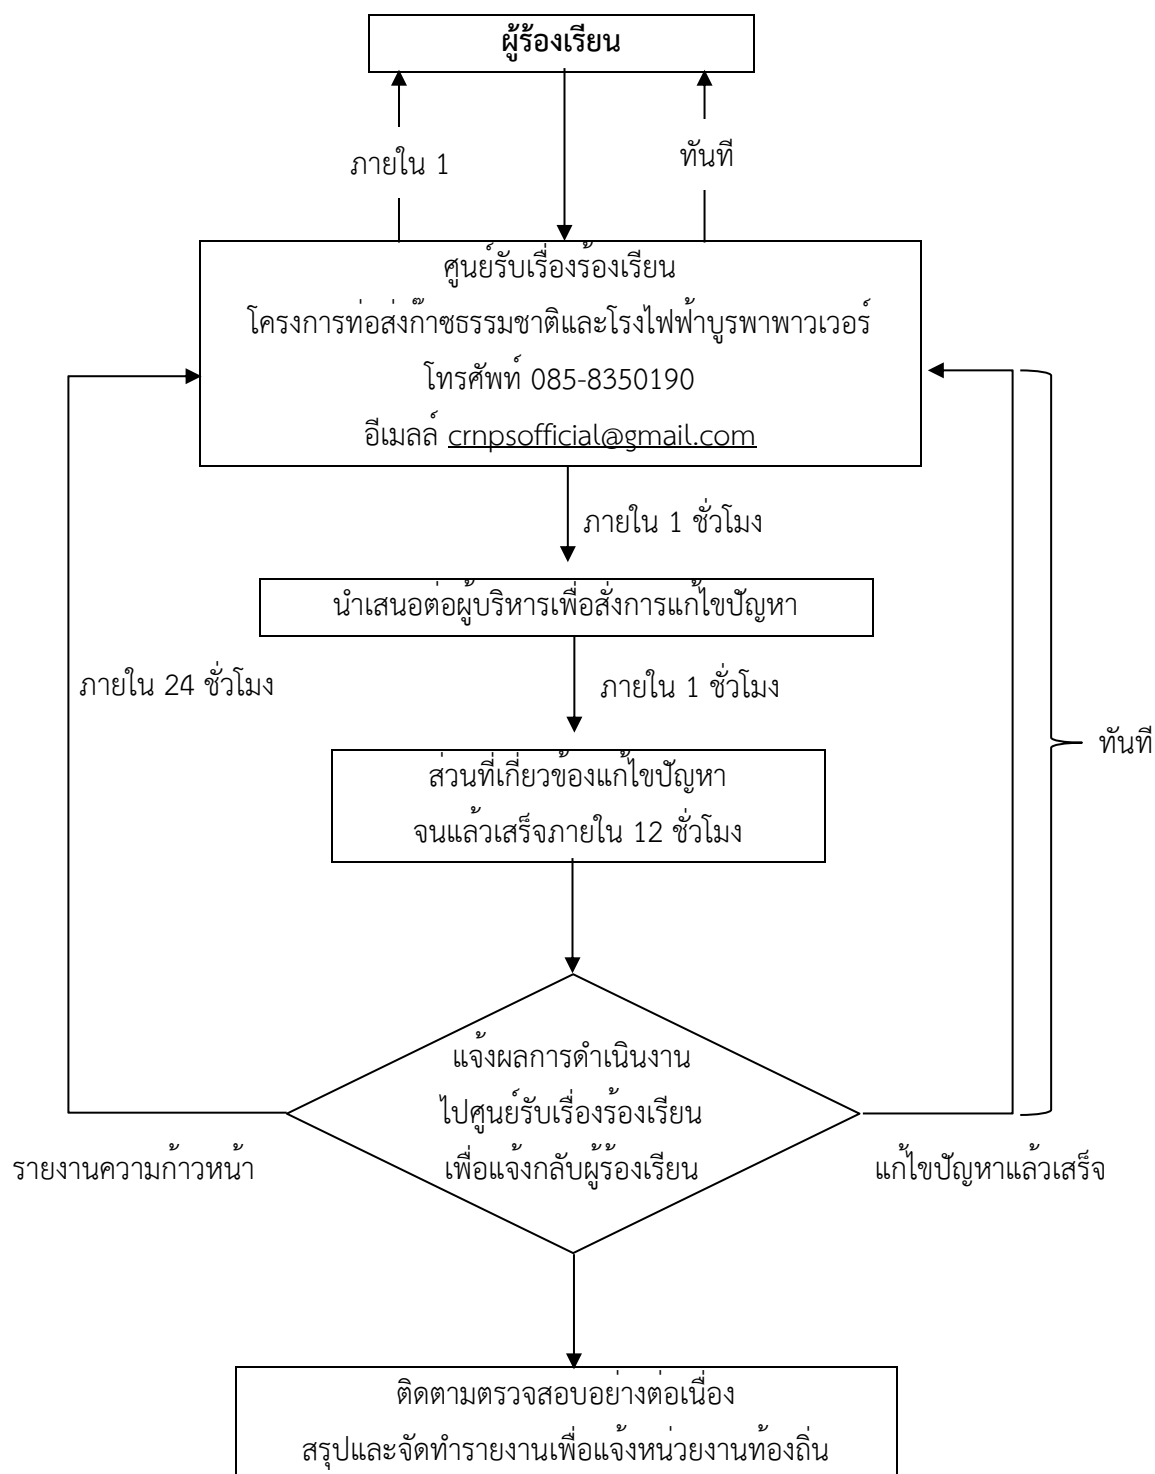 ผู้ร้องเรียน
ภายใน 1
ทันที
ศูนย์รับเรื่องร้องเรียน
โครงการท่อส่งก๊าซธรรมชาติและโรงไฟฟ้าบูรพาพาวเวอร์
โทรศัพท์ 085-8350190
อีเมลล์ crnpsofficial@gmail.com
ภายใน 1 ชั่วโมง
นำเสนอต่อผู้บริหารเพื่อสั่งการแก้ไขปัญหา
ภายใน 24 ชั่วโมง
ภายใน 1 ชั่วโมง
ทันที
ส่วนที่เกี่ยวข้องแก้ไขปัญหา
จนแล้วเสร็จภายใน 12 ชั่วโมง
แจ้งผลการดำเนินงาน
ไปศูนย์รับเรื่องร้องเรียน
เพื่อแจ้งกลับผู้ร้องเรียน
รายงานความก้าวหน้า
แก้ไขปัญหาแล้วเสร็จ
ติดตามตรวจสอบอย่างต่อเนื่อง
สรุปและจัดทำรายงานเพื่อแจ้งหน่วยงานท้องถิ่น